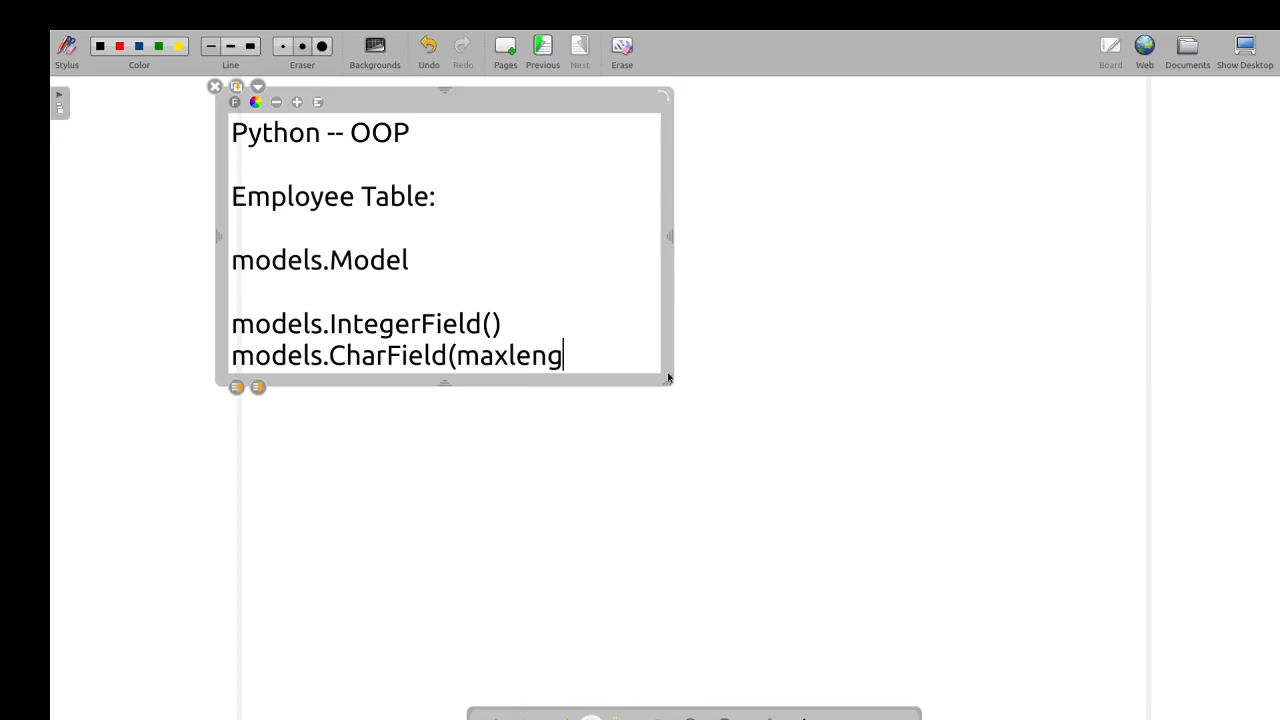 Stylus Color Line Eraser Backgrounds Undo Redo Pages Previous Next Erase Board Web Documents Show Desktop
Python -- OOP
Employee Table:
models.Model
models.IntegerField()
models.CharField(maxleng